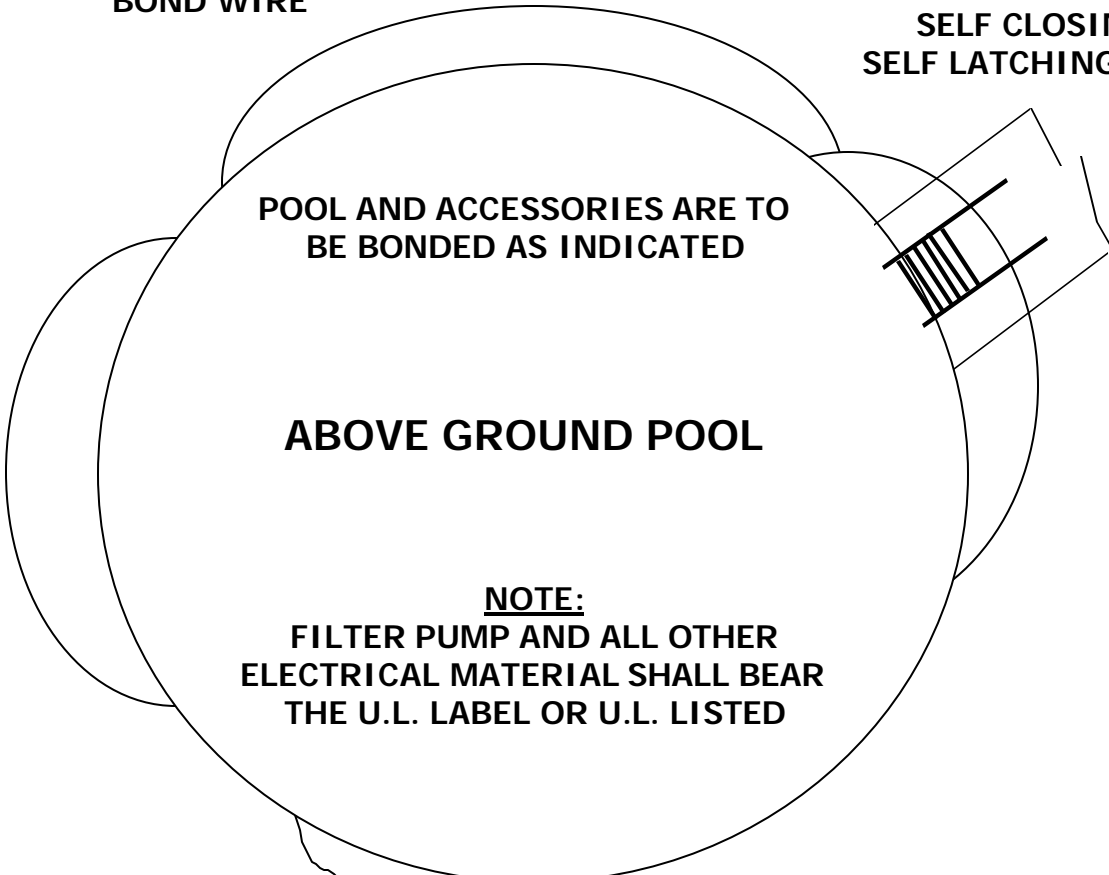 BOND WIRE
SELF CLOSIN
SELF LATCHING
POOL AND ACCESSORIES ARE TO
BE BONDED AS INDICATED
ABOVE GROUND POOL
NOTE:
FILTER PUMP AND ALL OTHER
ELECTRICAL MATERIAL SHALL BEAR
THE U.L. LABEL OR U.L. LISTED